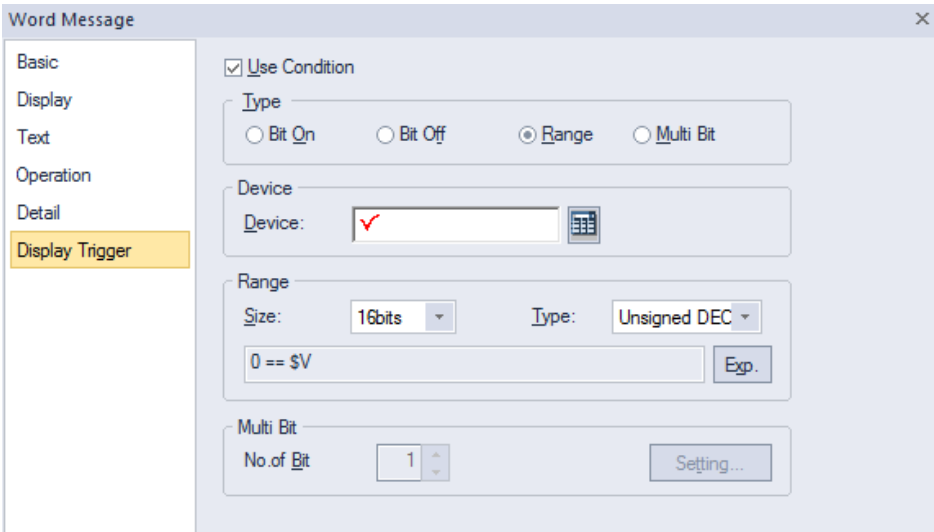 Word Message
Basic
Display
Text
Operation
Detail
Display Trigger
Use Condition
Type
Bit On Bit Off Range Multi Bit
Device
Device:
Range
Size: 16bits Type: Unsigned DEC
0 == $V Exp.
Multi Bit
No.of Bit 1 Setting...